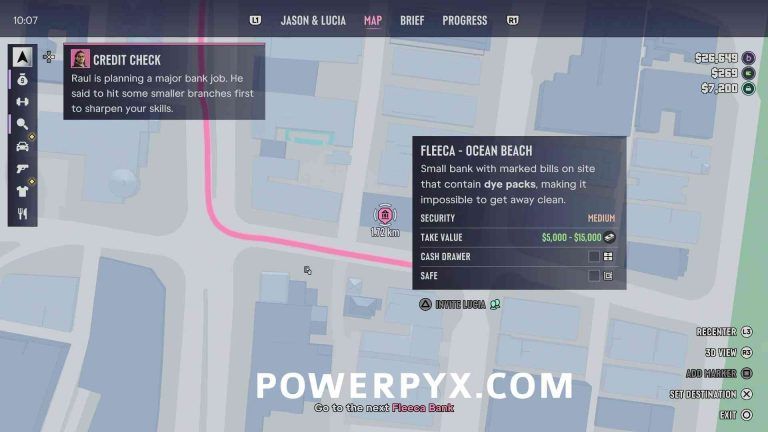 10:07
L1 JASON & LUCIA MAP BRIEF PROGRESS R1
CREDIT CHECK
Raul is planning a major bank job. He
said to hit some smaller branches first
to sharpen your skills.
$26,649
$269
$7,200
FLEECA - OCEAN BEACH
Small bank with marked bills on site
that contain dye packs, making it
impossible to get away clean.
SECURITY MEDIUM
TAKE VALUE $5,000 - $15,000
CASH DRAWER
SAFE
1.72 km
INVITE LUCIA
RECENTER L3
3D VIEW R3
ADD MARKER
SET DESTINATION
EXIT
POWERPYX.COM
Go to the next Fleeca Bank